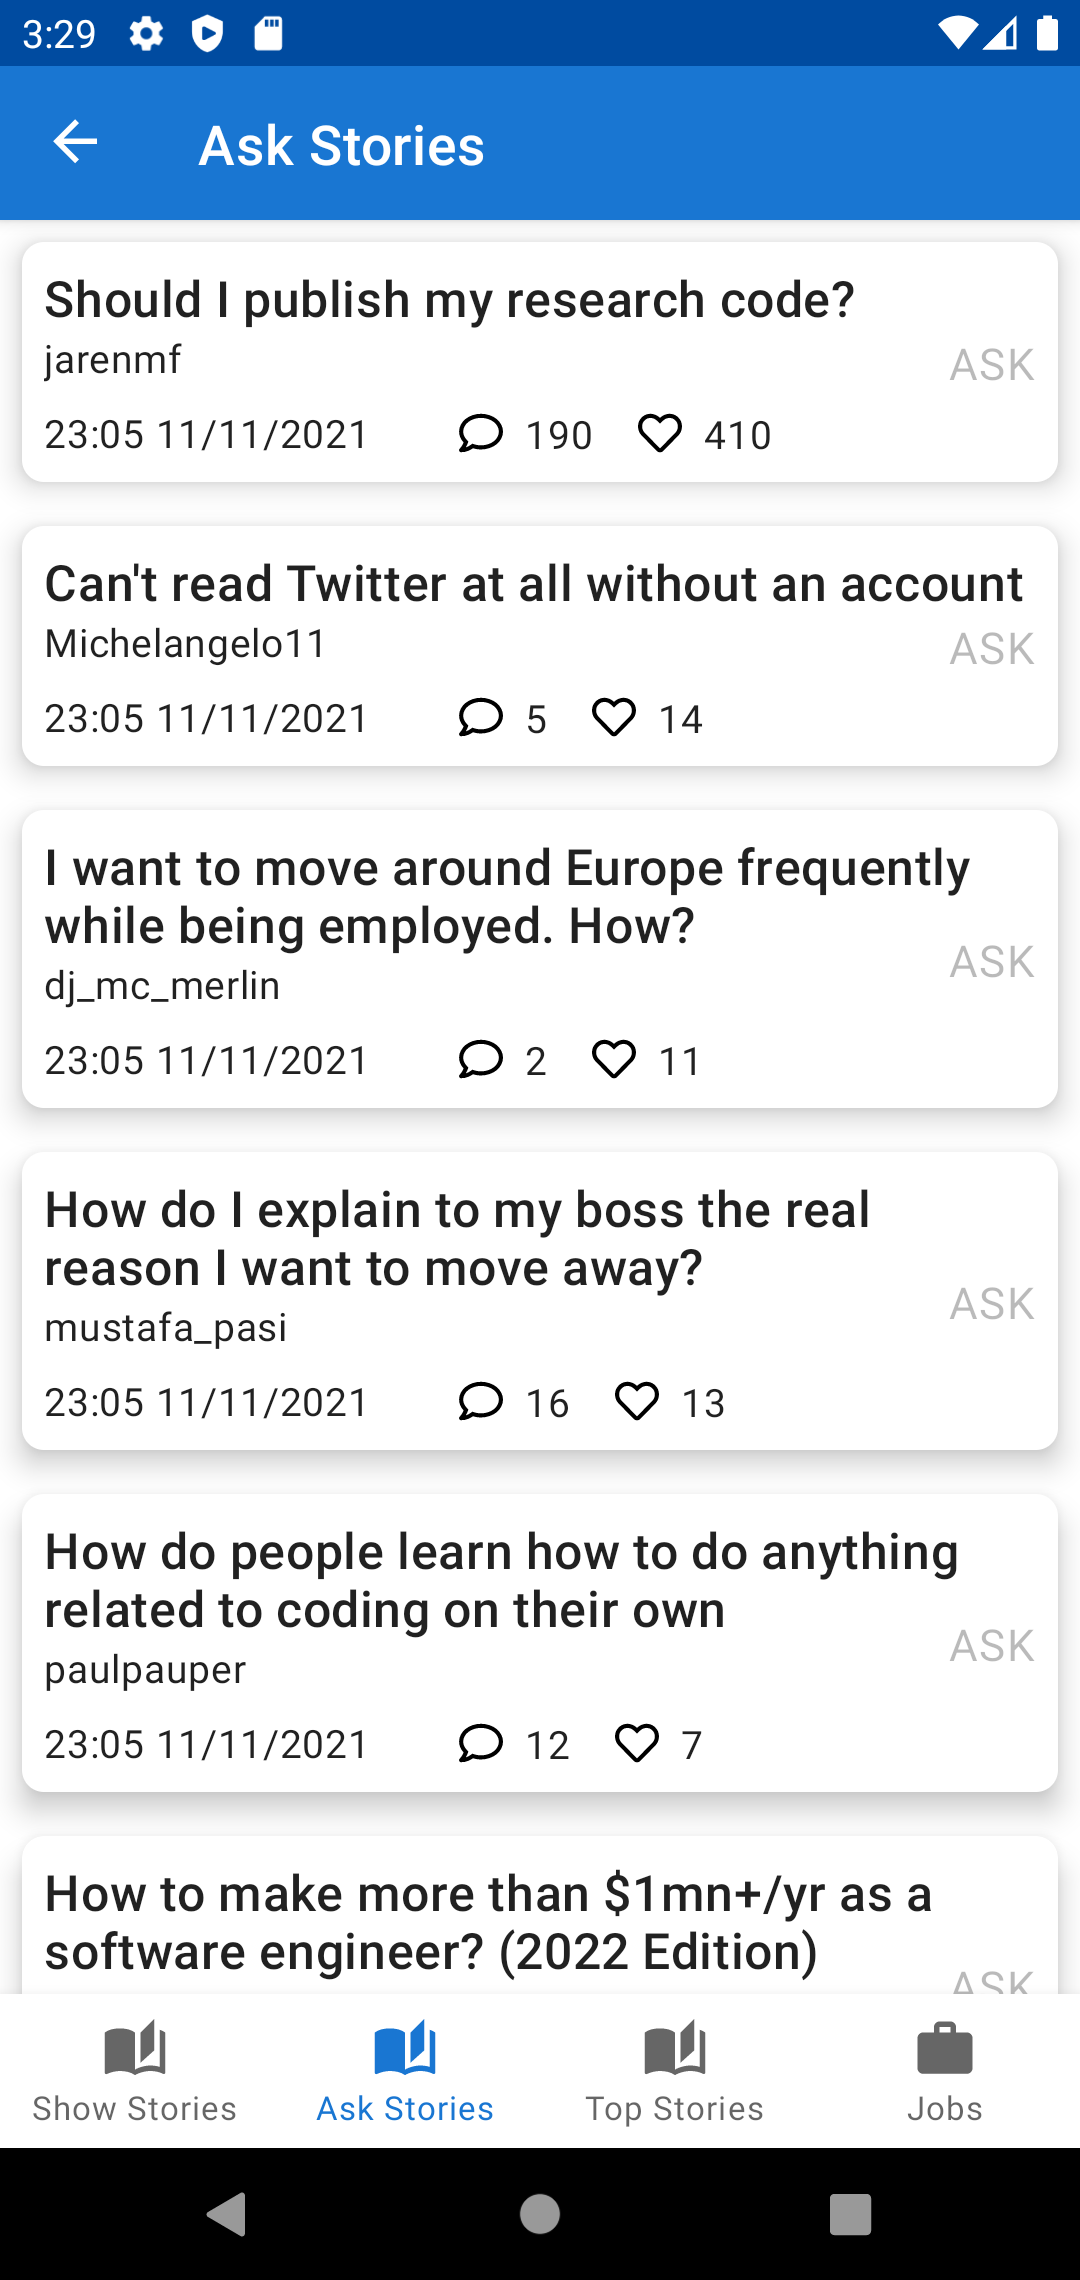 3:29
Ask Stories
Should I publish my research code?
jarenmf
ASK
23:05 11/11/2021 190 410
Can't read Twitter at all without an account
Michelangelo11
ASK
23:05 11/11/2021 5 14
I want to move around Europe frequently
while being employed. How?
ASK
dj_mc_merlin
23:05 11/11/2021 2 11
How do I explain to my boss the real
reason I want to move away?
ASK
mustafa_pasi
23:05 11/11/2021 16 13
How do people learn how to do anything
related to coding on their own
ASK
paulpauper
23:05 11/11/2021 12 7
How to make more than $1mn+/yr as a
software engineer? (2022 Edition)
ASK
Show Stories Ask Stories Top Stories Jobs